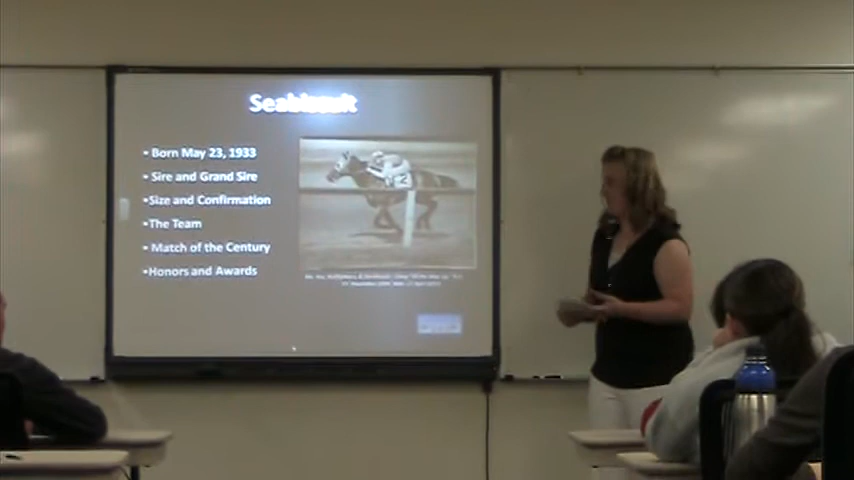 Seabiscuit
• Born May 23, 1933
• Sire and Grand Sire
•Size and Confirmation
•The Team
• Match of the Century
•Honors and Awards